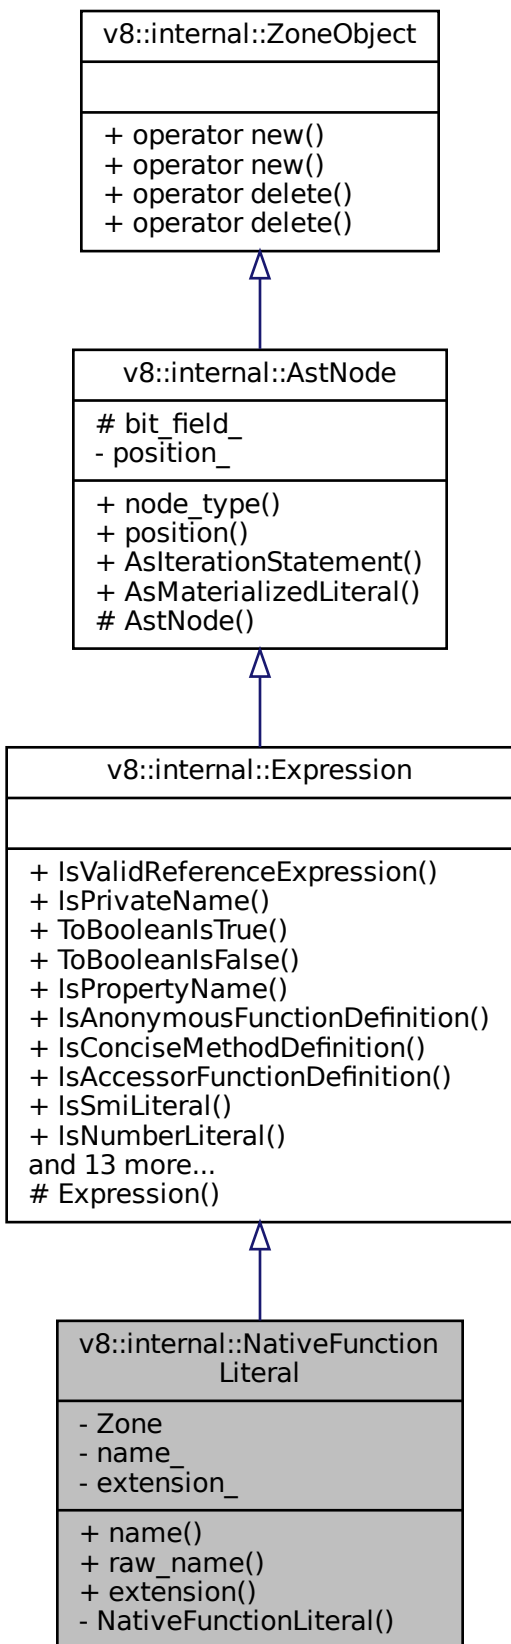 v8::internal::ZoneObject
+ operator new()
+ operator new()
+ operator delete()
+ operator delete()
v8::internal::AstNode
# bit_field_
- position_
+ node_type()
+ position()
+ AsIterationStatement()
+ AsMaterializedLiteral()
# AstNode()
v8::internal::Expression
+ IsValidReferenceExpression()
+ IsPrivateName()
+ ToBooleanIsTrue()
+ ToBooleanIsFalse()
+ IsPropertyName()
+ IsAnonymousFunctionDefinition()
+ IsConciseMethodDefinition()
+ IsAccessorFunctionDefinition()
+ IsSmiLiteral()
+ IsNumberLiteral()
and 13 more...
# Expression()
v8::internal::NativeFunction
Literal
- Zone
- name_
- extension_
+ name()
+ raw_name()
+ extension()
- NativeFunctionLiteral()